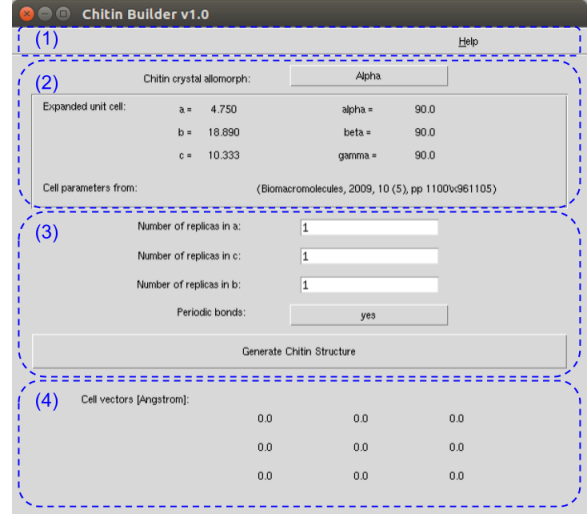 Chitin Builder v1.0
(1) Help
(2) Chitin crystal allomorph: Alpha
Expanded unit cell: a = 4.750 alpha = 90.0
b = 18.890 beta = 90.0
c = 10.333 gamma = 90.0
Cell parameters from: (Biomacromolecules, 2009, 10 (5), pp 1100\x961105)
(3) Number of replicas in a: 1
Number of replicas in c: 1
Number of replicas in b: 1
Periodic bonds: yes
Generate Chitin Structure
(4) Cell vectors [Angstrom]:
0.0 0.0 0.0
0.0 0.0 0.0
0.0 0.0 0.0